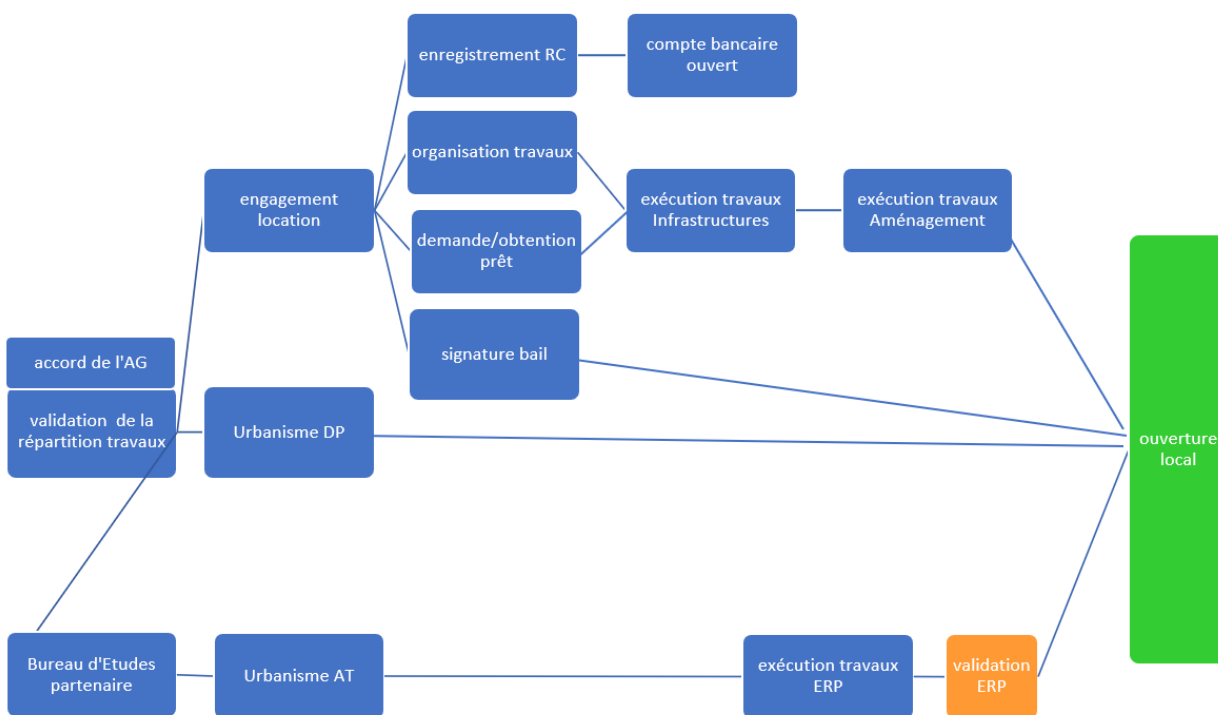 enregistrement RC
compte bancaire
ouvert
organisation travaux
engagement
location
exécution travaux
Infrastructures
exécution travaux
Aménagement
demande/obtention
prêt
signature bail
accord de l'AG
validation de la
répartition travaux
Urbanisme DP
ouverture
local
Bureau d'Etudes
partenaire
Urbanisme AT
exécution travaux
ERP
validation
ERP